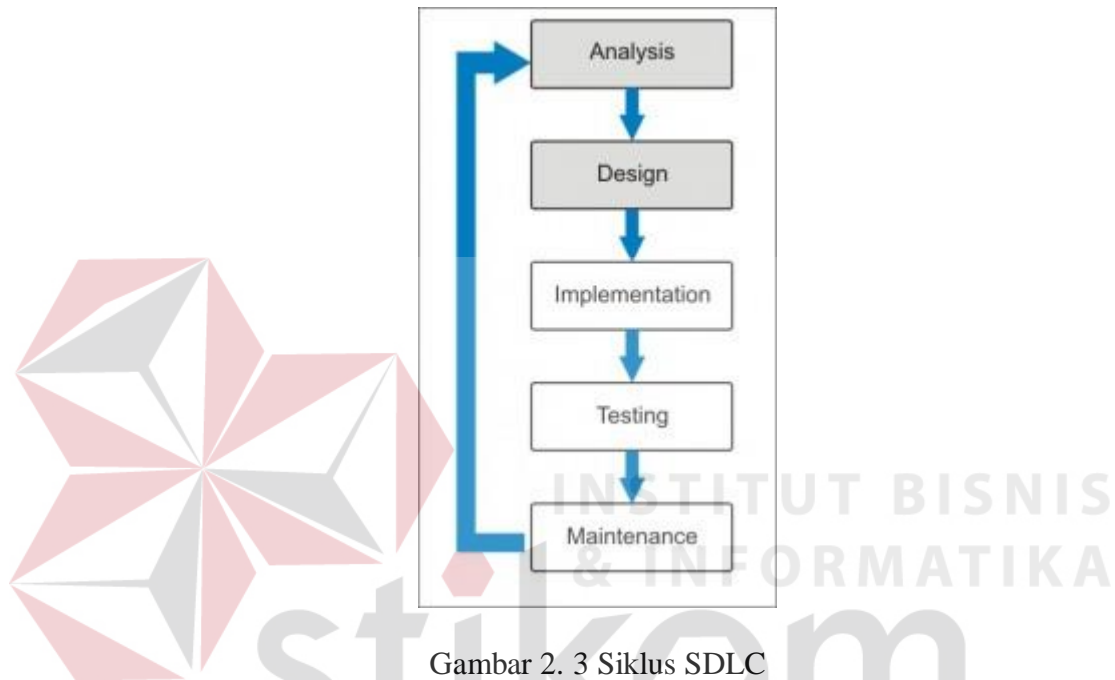 Analysis
Design
Implementation
Testing
INSTITUT BISNIS
Maintenance
& INFORMATIKA
stikom
Gambar 2. 3 Siklus SDLC